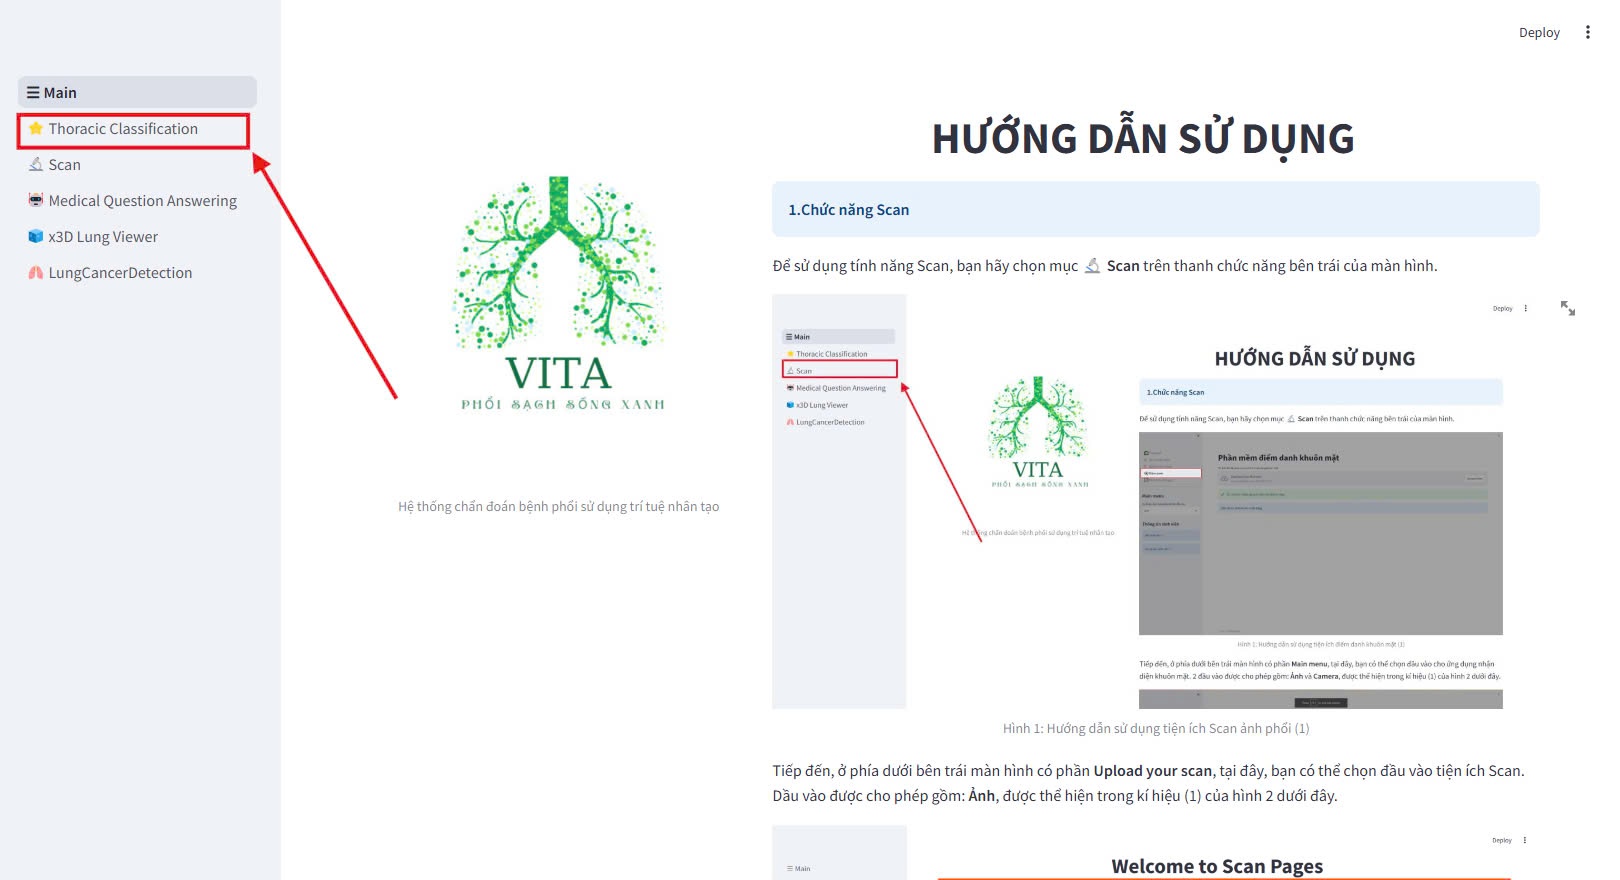 Deploy
Main
Thoracic Classification
Scan
Medical Question Answering
x3D Lung Viewer
LungCancerDetection
VITA
PHỔI SẠCH SỐNG XANH
Hệ thống chẩn đoán bệnh phổi sử dụng trí tuệ nhân tạo
HƯỚNG DẪN SỬ DỤNG
1.Chức năng Scan
Để sử dụng tính năng Scan, bạn hãy chọn mục Scan trên thanh chức năng bên trái của màn hình.
Deploy
Main
Thoracic Classification
Scan
Medical Question Answering
x3D Lung Viewer
LungCancerDetection
VITA
PHỔI SẠCH SỐNG XANH
Hệ thống chẩn đoán bệnh phổi sử dụng trí tuệ nhân tạo
HƯỚNG DẪN SỬ DỤNG
1.Chức năng Scan
Để sử dụng tính năng Scan, bạn hãy chọn mục Scan trên thanh chức năng bên trái của màn hình.
Phần mềm điểm danh khuôn mặt
Main menu
Hình 1: Hướng dẫn sử dụng tiện ích điểm danh khuôn mặt (1)
Tiếp đến, ở phía dưới bên trái màn hình có phần Main menu, tại đây, bạn có thể chọn đầu vào cho ứng dụng nhận
diện khuôn mặt. 2 đầu vào được cho phép gồm: Ảnh và Camera, được thể hiện trong kí hiệu (1) của hình 2 dưới đây.
Hình 1: Hướng dẫn sử dụng tiện ích Scan ảnh phổi (1)
Tiếp đến, ở phía dưới bên trái màn hình có phần Upload your scan, tại đây, bạn có thể chọn đầu vào tiện ích Scan.
Dầu vào được cho phép gồm: Ảnh, được thể hiện trong kí hiệu (1) của hình 2 dưới đây.
Deploy
Main
Welcome to Scan Pages